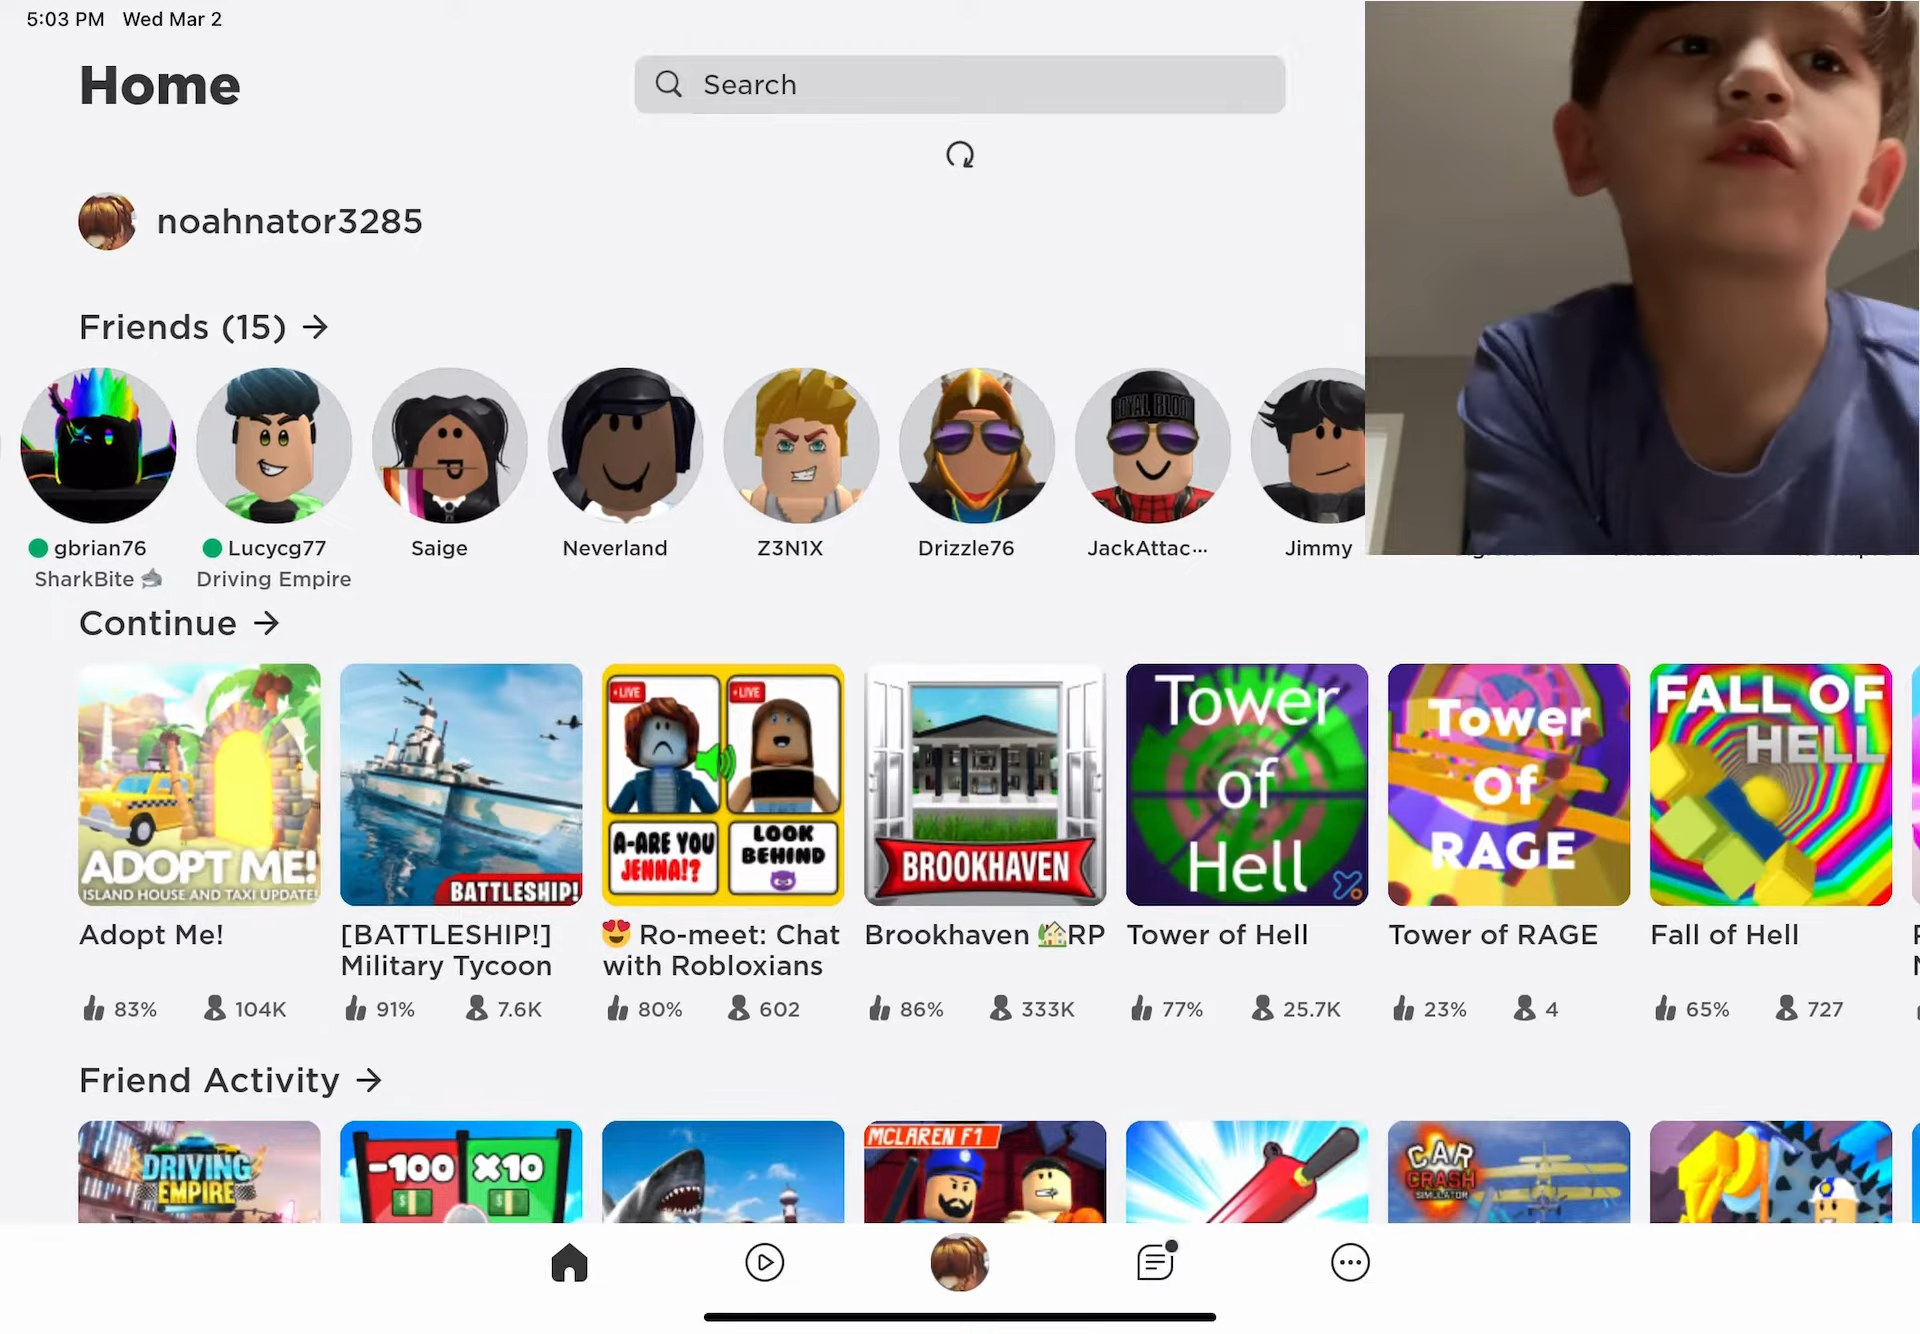 5:03 PM Wed Mar 2
Home
Search
noahnator3285
Friends (15) →
ROYAL BLOOD
gbrian76
Lucycg77
Saige
Neverland
Z3N1X
Drizzle76
JackAttac...
Jimmy
SharkBite
Driving Empire
Continue →
ADOPT ME!
ISLAND HOUSE AND TAXI UPDATE!
BATTLESHIP!
LIVE
LIVE
A-ARE YOU
JENNA!?
LOOK
BEHIND
BROOKHAVEN
Tower
of
Hell
Tower
Of
RAGE
FALL OF
HELL
Adopt Me!
[BATTLESHIP!]
Military Tycoon
😍 Ro-meet: Chat
with Robloxians
Brookhaven 🏡RP
Tower of Hell
Tower of RAGE
Fall of Hell
83% 104K
91% 7.6K
80% 602
86% 333K
77% 25.7K
23% 4
65% 727
Friend Activity →
DRIVING
EMPIRE
-100 X10
MCLAREN F1
CAR
CRASH
SIMULATOR